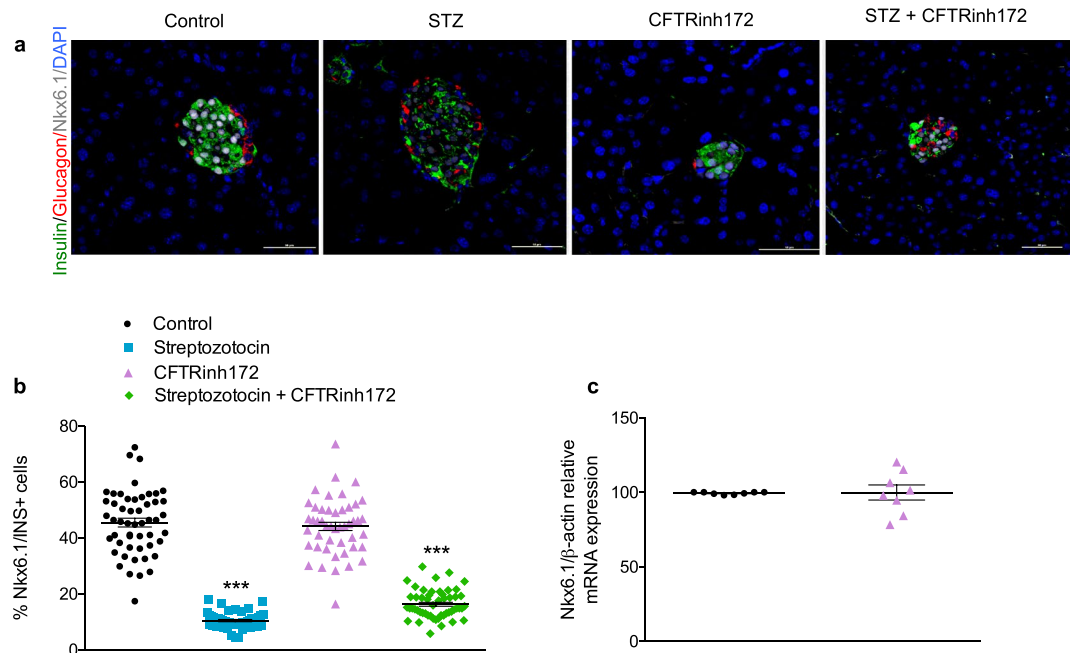 Control
STZ
CFTRinh172
STZ + CFTRinh172
a
Insulin/Glucagon/Nkx6.1/DAPI
Control
Streptozotocin
CFTRinh172
Streptozotocin + CFTRinh172
b
% Nkx6.1/INS+ cells
80
60
40
20
0
***
***
c
Nkx6.1/β-actin relative
mRNA expression
150
100
50
0